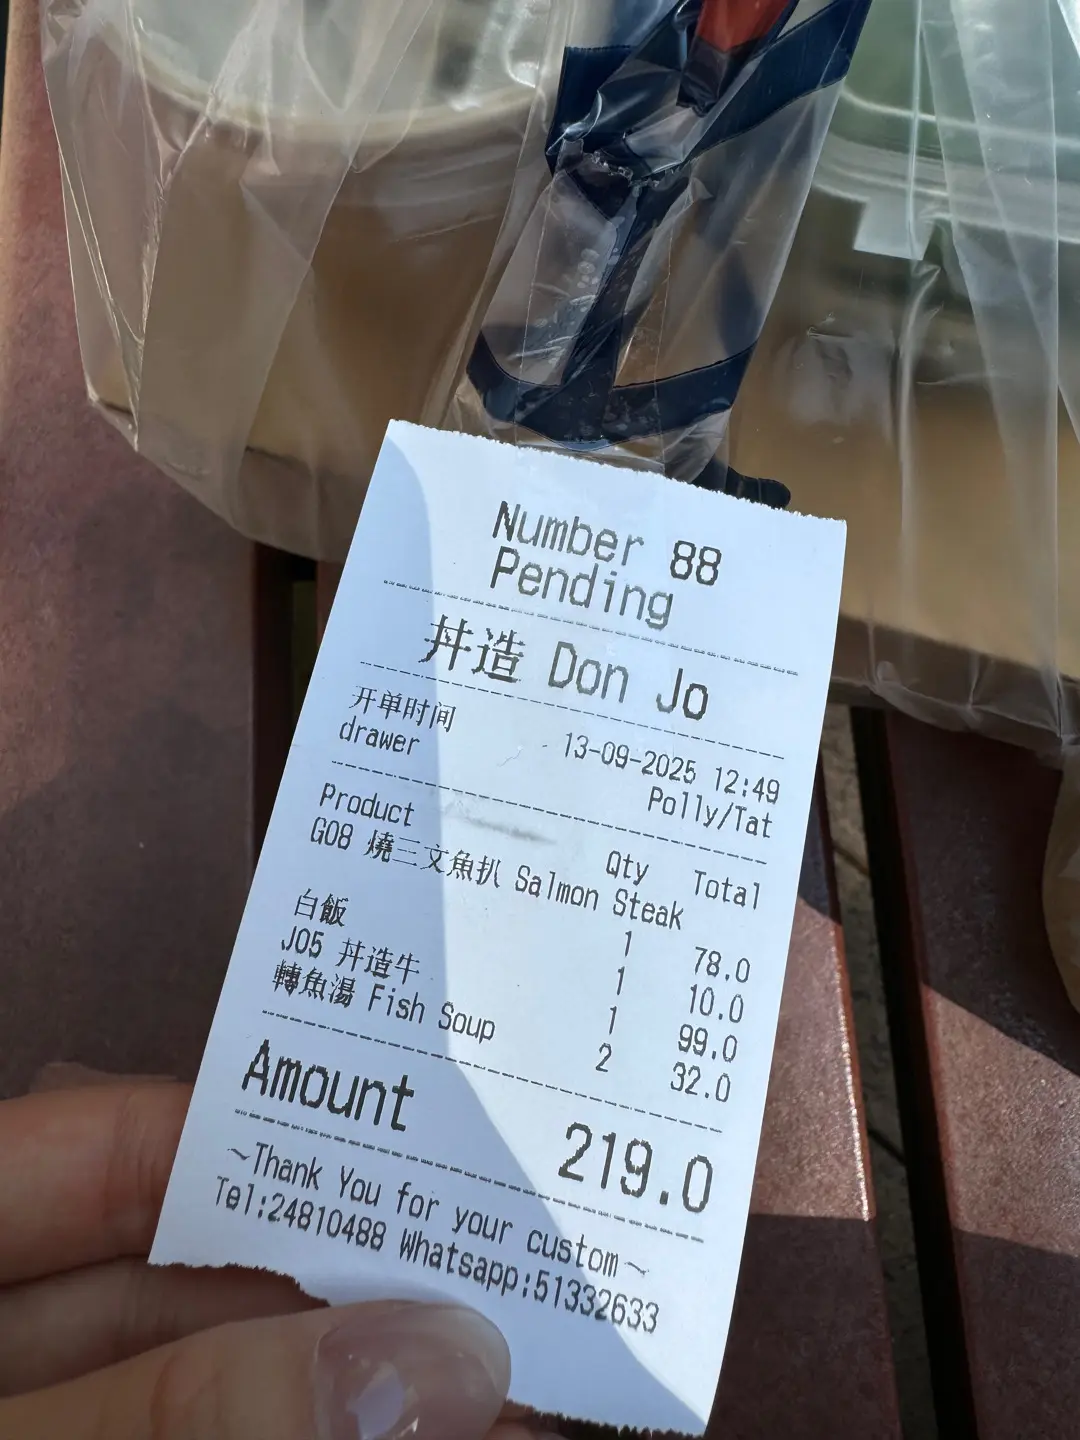 Number 88
Pending
丼造 Don Jo
开单时间 13-09-2025 12:49
drawer Polly/Tat
Product Qty Total
G08 燒三文魚扒 Salmon Steak
1 78.0
白飯 1 10.0
J05 丼造牛 1 99.0
轉魚湯 Fish Soup 2 32.0
Amount 219.0
~Thank You for your custom~
Tel:24810488 Whatsapp:51332633